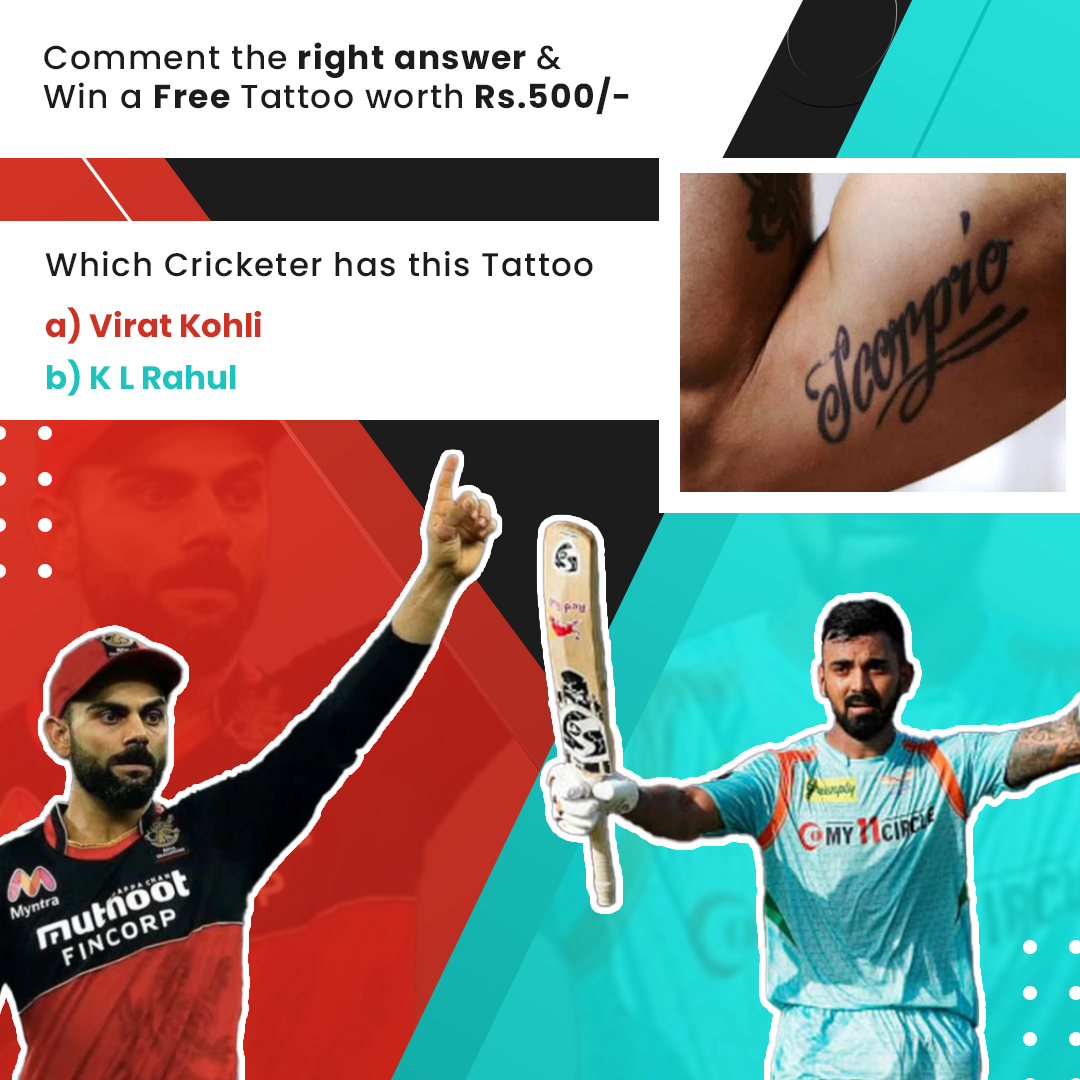 Comment the right answer &
Win a Free Tattoo worth Rs.500/-
Which Cricketer has this Tattoo
a) Virat Kohli
b) K L Rahul
Scorpio
Myntra
muthoot
FINCORP
MY 11 CIRCLE